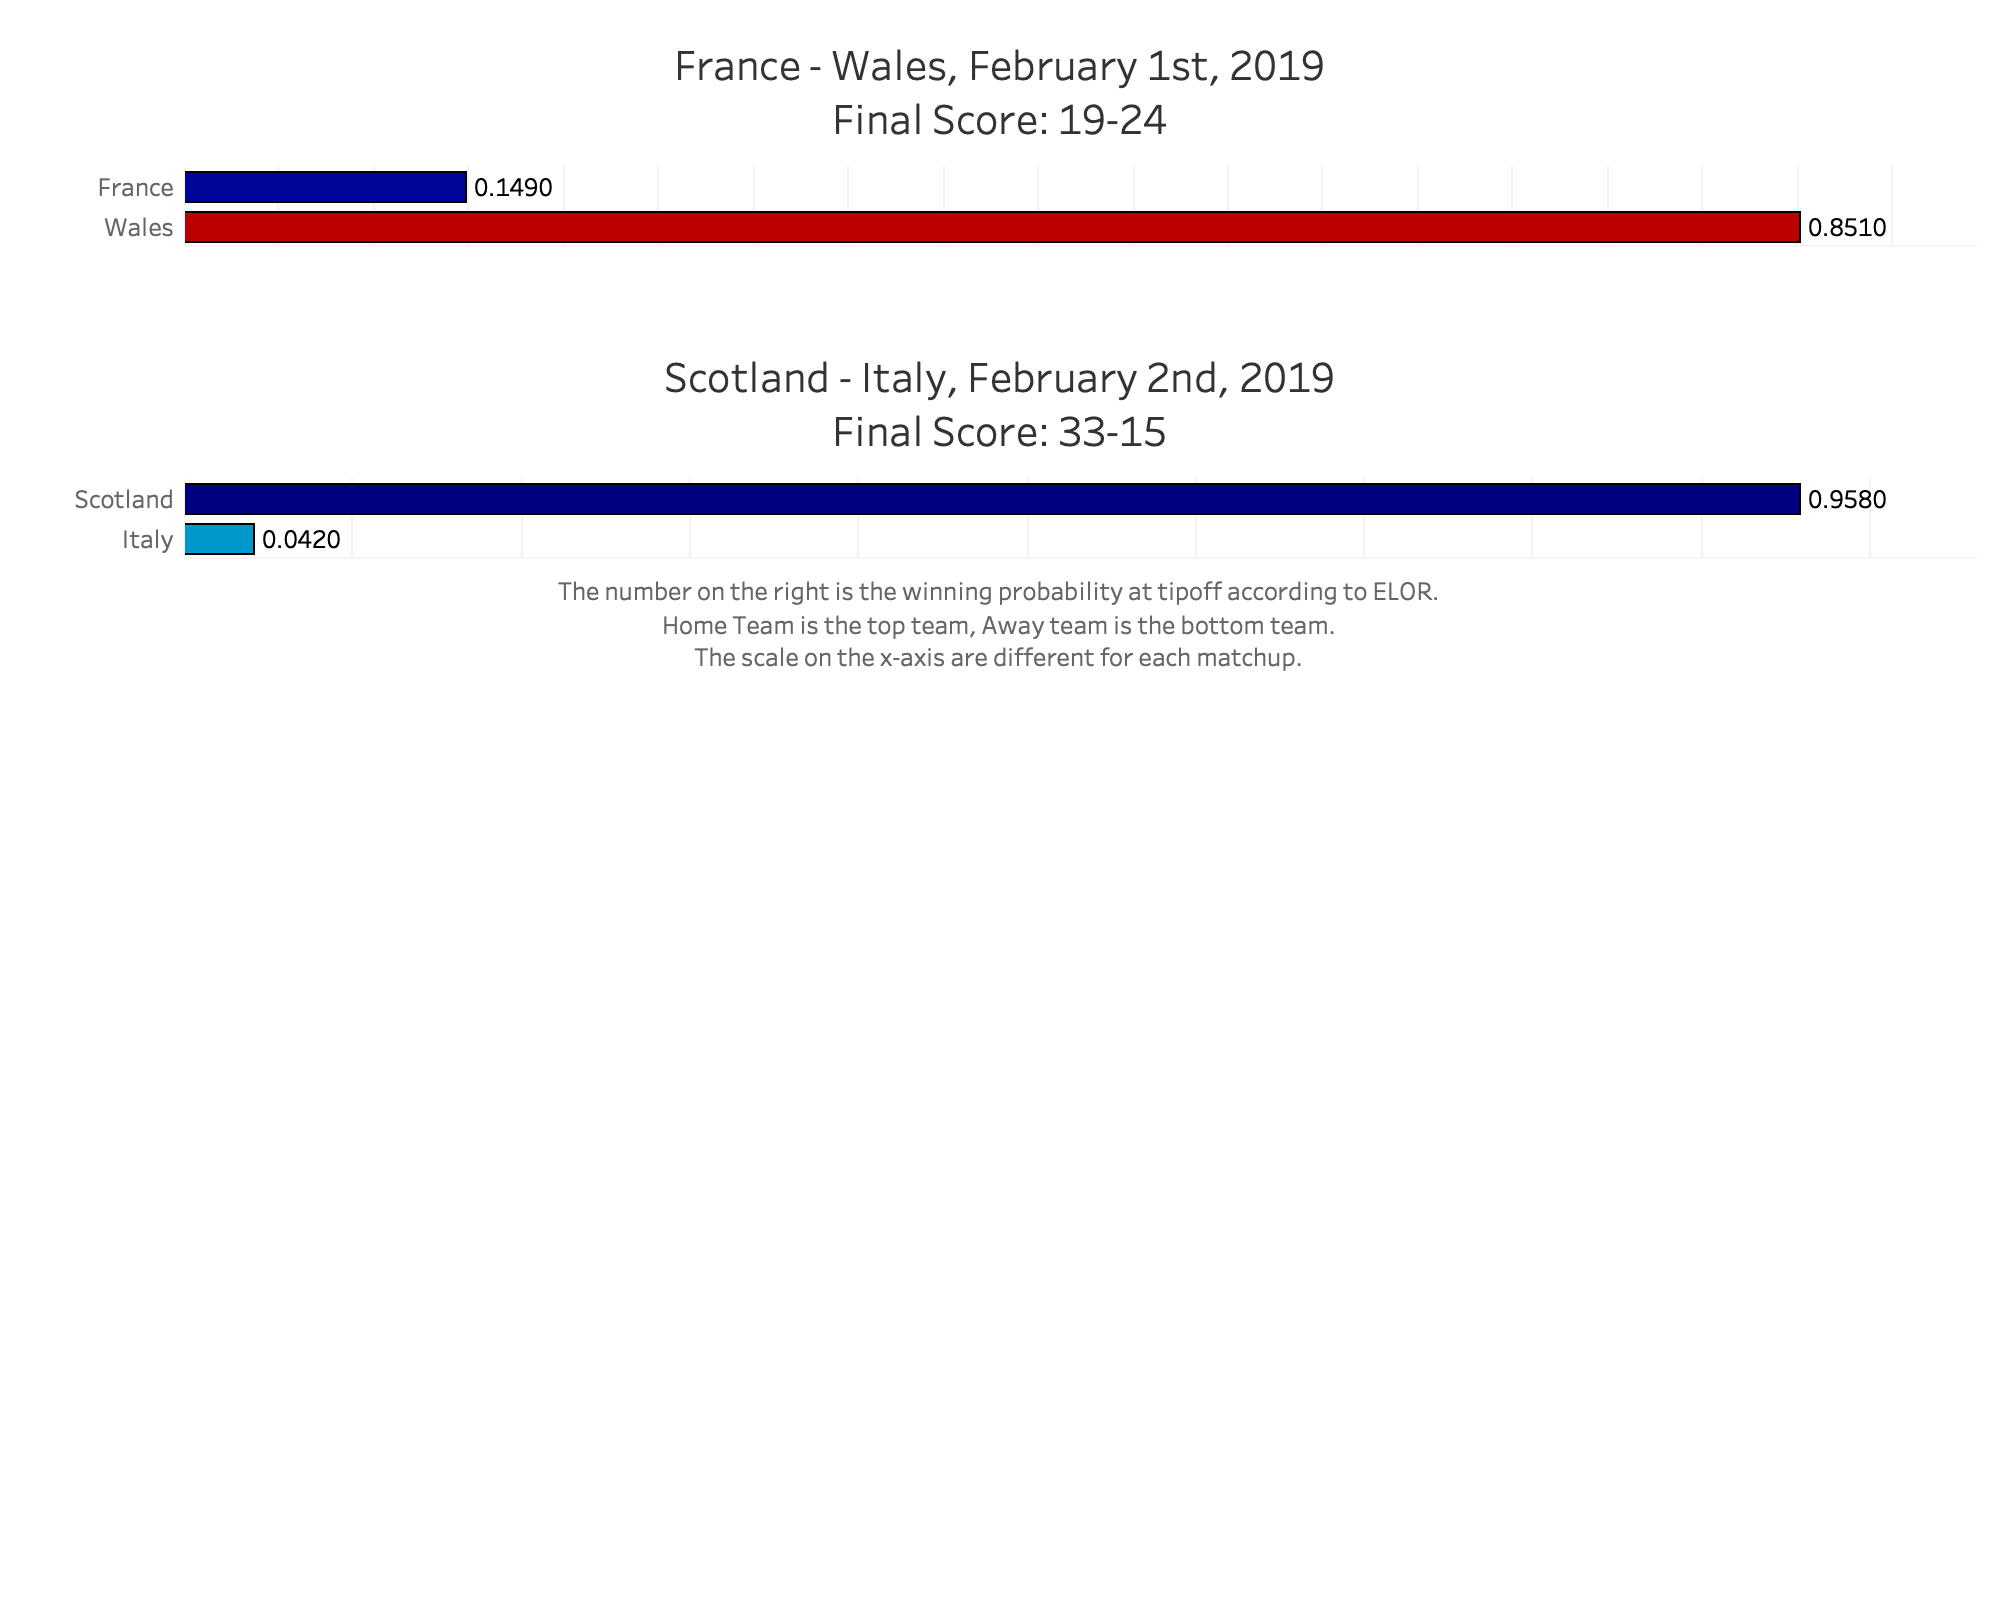 France - Wales, February 1st, 2019
Final Score: 19-24
France 0.1490
Wales 0.8510
Scotland - Italy, February 2nd, 2019
Final Score: 33-15
Scotland 0.9580
Italy 0.0420
The number on the right is the winning probability at tipoff according to ELOR.
Home Team is the top team, Away team is the bottom team.
The scale on the x-axis are different for each matchup.